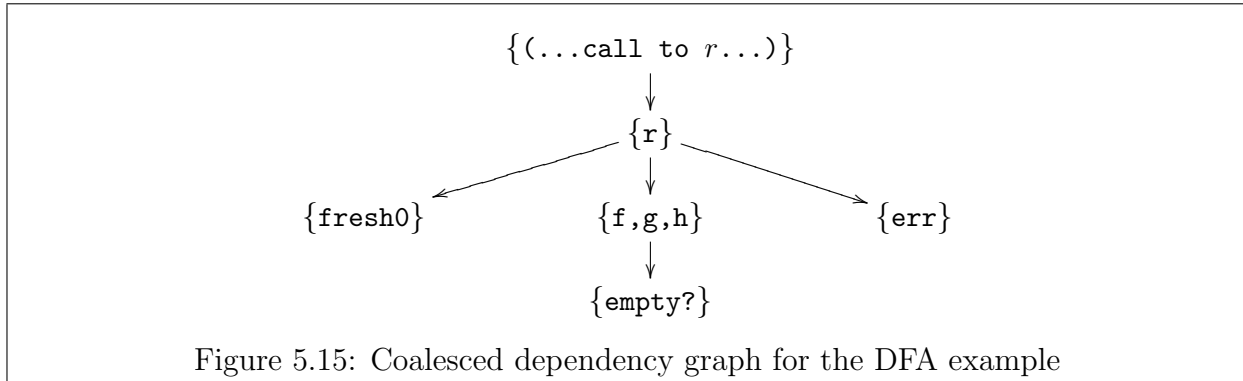 {(...call to r...)}
{r}
{fresh0} {f,g,h} {err}
{empty?}
Figure 5.15: Coalesced dependency graph for the DFA example